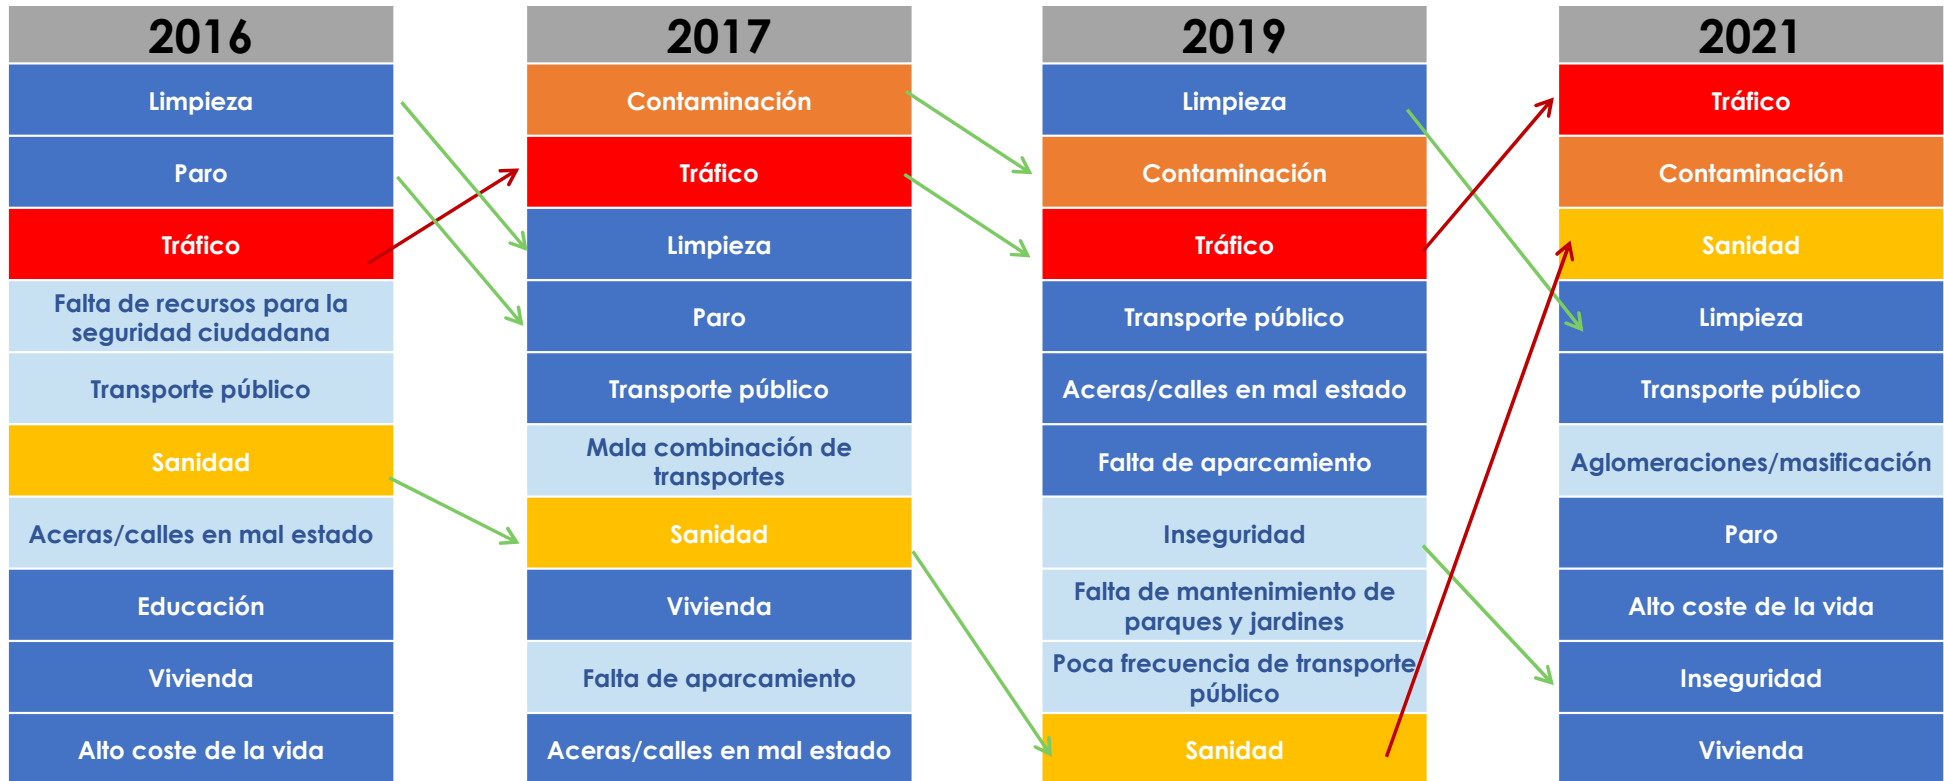 2016
Limpieza
Paro
Tráfico
Falta de recursos para la
seguridad ciudadana
Transporte público
Sanidad
Aceras/calles en mal estado
Educación
Vivienda
Alto coste de la vida
2017
Contaminación
Tráfico
Limpieza
Paro
Transporte público
Mala combinación de
transportes
Sanidad
Vivienda
Falta de aparcamiento
Aceras/calles en mal estado
2019
Limpieza
Contaminación
Tráfico
Transporte público
Aceras/calles en mal estado
Falta de aparcamiento
Inseguridad
Falta de mantenimiento de
parques y jardines
Poca frecuencia de transporte
público
Sanidad
2021
Tráfico
Contaminación
Sanidad
Limpieza
Transporte público
Aglomeraciones/masificación
Paro
Alto coste de la vida
Inseguridad
Vivienda